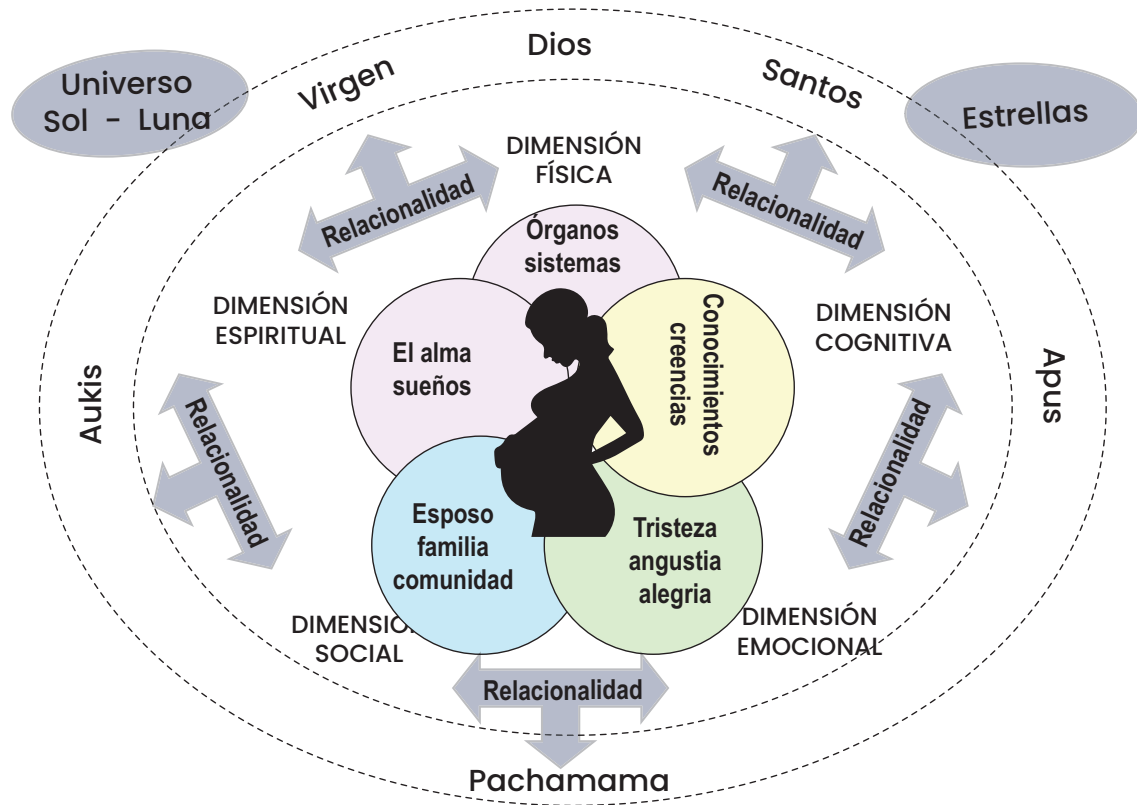 Dios
Virgen
Santos
Universo
Sol - Luna
Estrellas
DIMENSIÓN
FÍSICA
Relacionalidad
Relacionalidad
Órganos
sistemas
DIMENSIÓN
ESPIRITUAL
DIMENSIÓN
COGNITIVA
El alma
sueños
Conocimientos
creencias
Aukis
Apus
Relacionalidad
Relacionalidad
Esposo
familia
comunidad
Tristeza
angustia
alegria
DIMENSIÓN
SOCIAL
DIMENSIÓN
EMOCIONAL
Relacionalidad
Pachamama